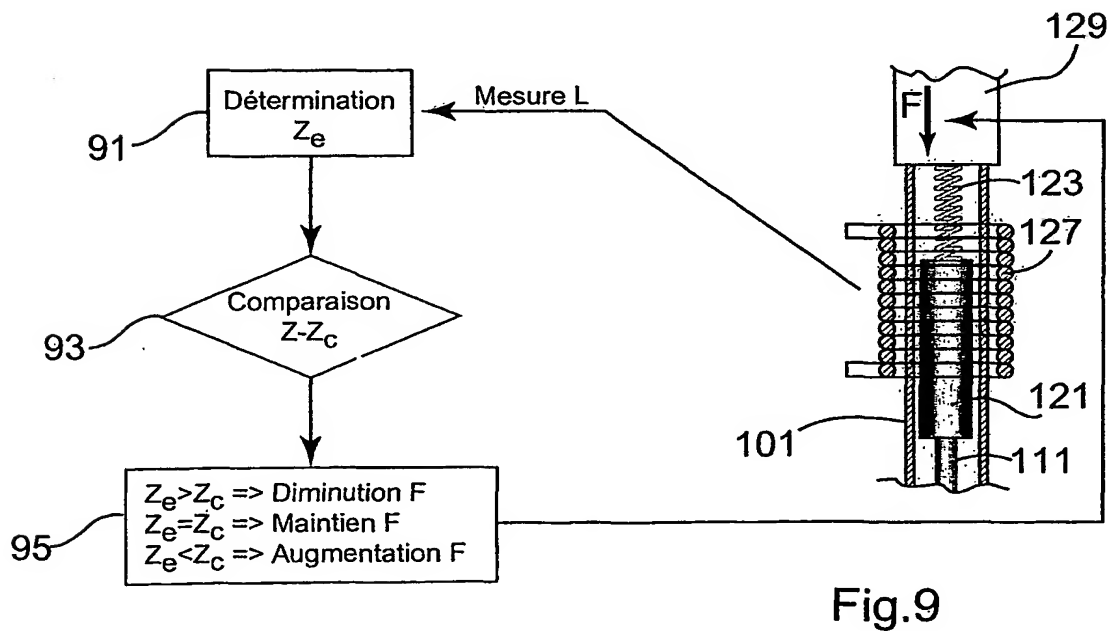 129
Détermination
Ze
Mesure L
F
91
123
127
Comparaison
Z-Zc
93
121
101
111
Ze>Zc => Diminution F
Ze=Zc => Maintien F
Ze<Zc => Augmentation F
95
Fig.9